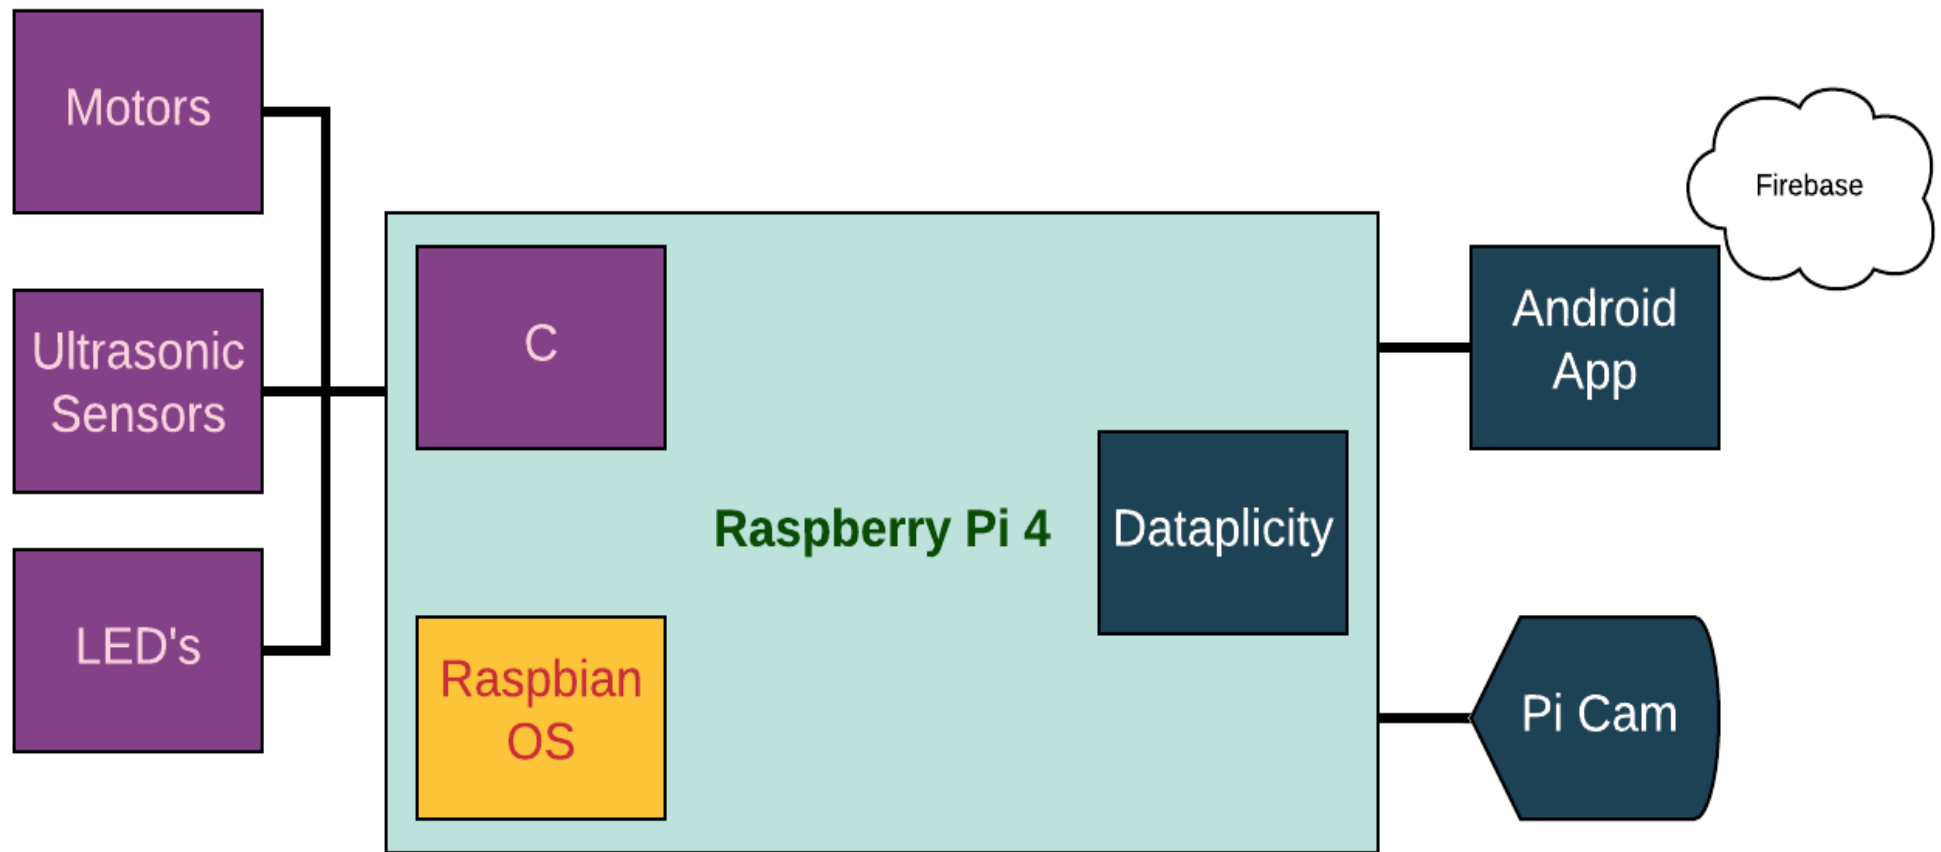 Motors
Firebase
Ultrasonic
Sensors
C
Android
App
Raspberry Pi 4
Dataplicity
LED's
Raspbian
OS
Pi Cam